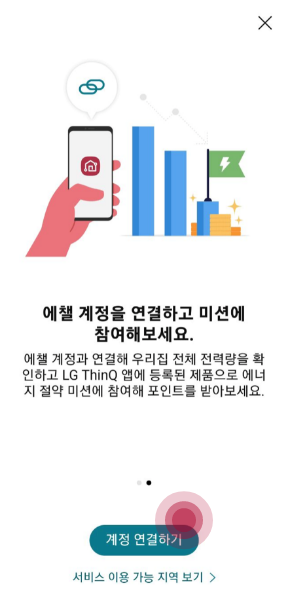 에챌 계정을 연결하고 미션에
참여해보세요.
에챌 계정과 연결해 우리집 전체 전력량을 확
인하고 LG ThinQ 앱에 등록된 제품으로 에너
지 절약 미션에 참여해 포인트를 받아보세요.
계정 연결하기
서비스 이용 가능 지역 보기 >